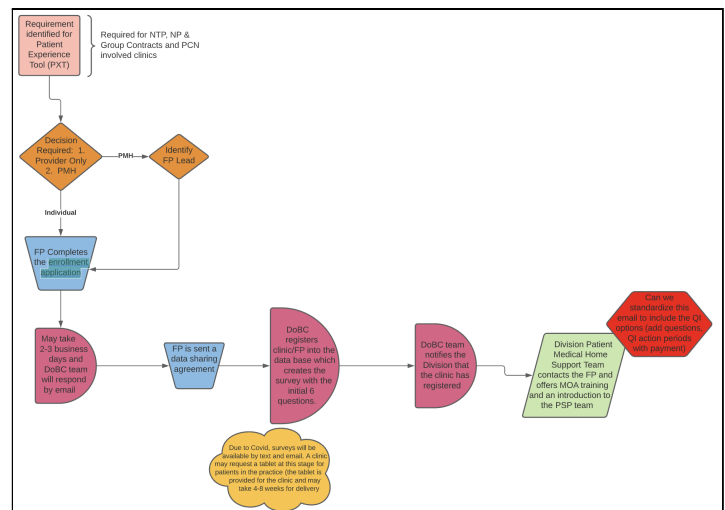 Requirement
identified for
Patient
Experience
Tool (PXT)
Required for NTP, NP &
Group Contracts and PCN
involved clinics
Decision
Required: 1.
Provider Only
2. PMH
PMH
Identify
FP Lead
Individual
FP Completes
the enrollment
application
May take
2-3 business
days and
DoBC team
will respond
by email
FP is sent a
data sharing
agreement
DoBC
registers
clinic/FP into the
data base which
creates the
survey with the
initial 6
questions.
DoBC team
notifies the
Division that
the clinic has
registered
Division Patient
Medical Home
Support Team
contacts the FP and
offers MOA training
and an introduction to
the PSP team
Can we
standardize this
email to include the QI
options (add questions,
QI action periods
with payment)
Due to Covid, surveys will be
available by text and email. A clinic
may request a tablet at this stage for
patients in the practice (the tablet is
provided for the clinic and may
take 4-8 weeks for delivery